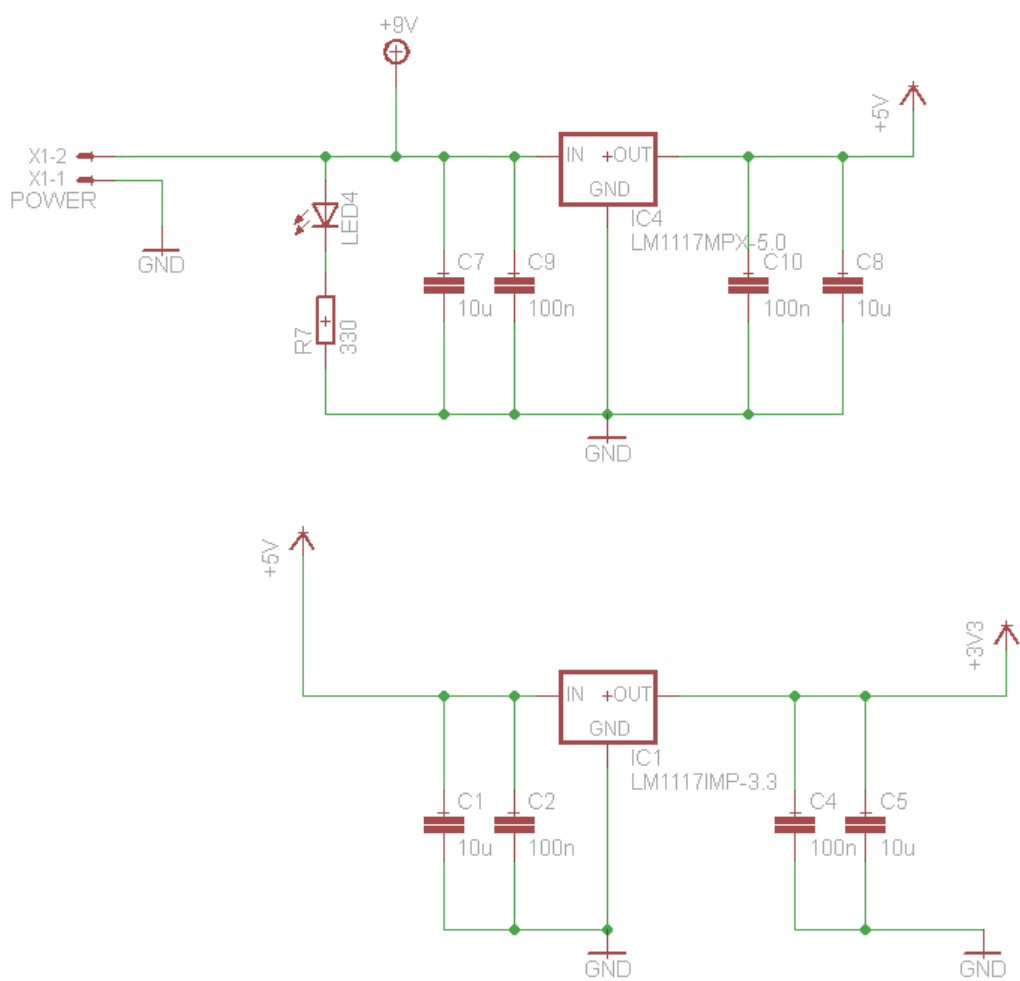 +9V
+5V
X1-2
X1-1
POWER
GND
LED4
R7
330
C7
10u
C9
100n
IN +OUT
GND
IC4
LM1117MPX-5.0
C10
100n
C8
10u
GND
+5V
+3V3
IN +OUT
GND
IC1
LM1117IMP-3.3
C1
10u
C2
100n
C4
100n
C5
10u
GND
GND